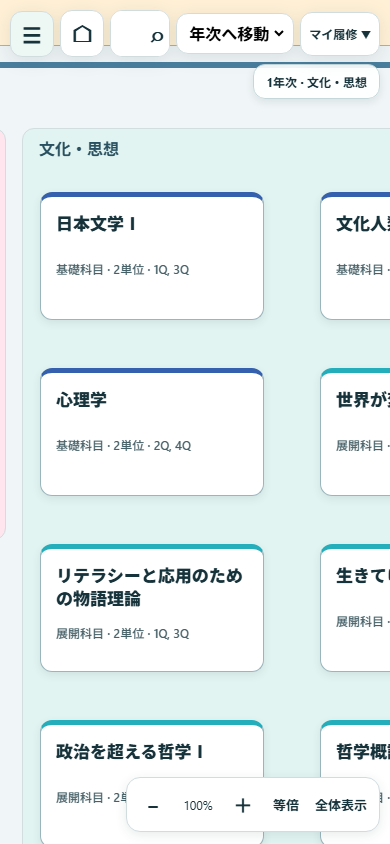 年次へ移動
マイ履修 ▼
1年次 · 文化・思想
文化・思想
日本文学 I
基礎科目 · 2単位 · 1Q, 3Q
文化人
基礎科目
心理学
基礎科目 · 2単位 · 2Q, 4Q
世界が
展開科目
リテラシーと応用のため
の物語理論
展開科目 · 2単位 · 1Q, 3Q
生きて
展開科目
政治を超える哲学 I
展開科目 · 2
哲学概
− 100% + 等倍 全体表示